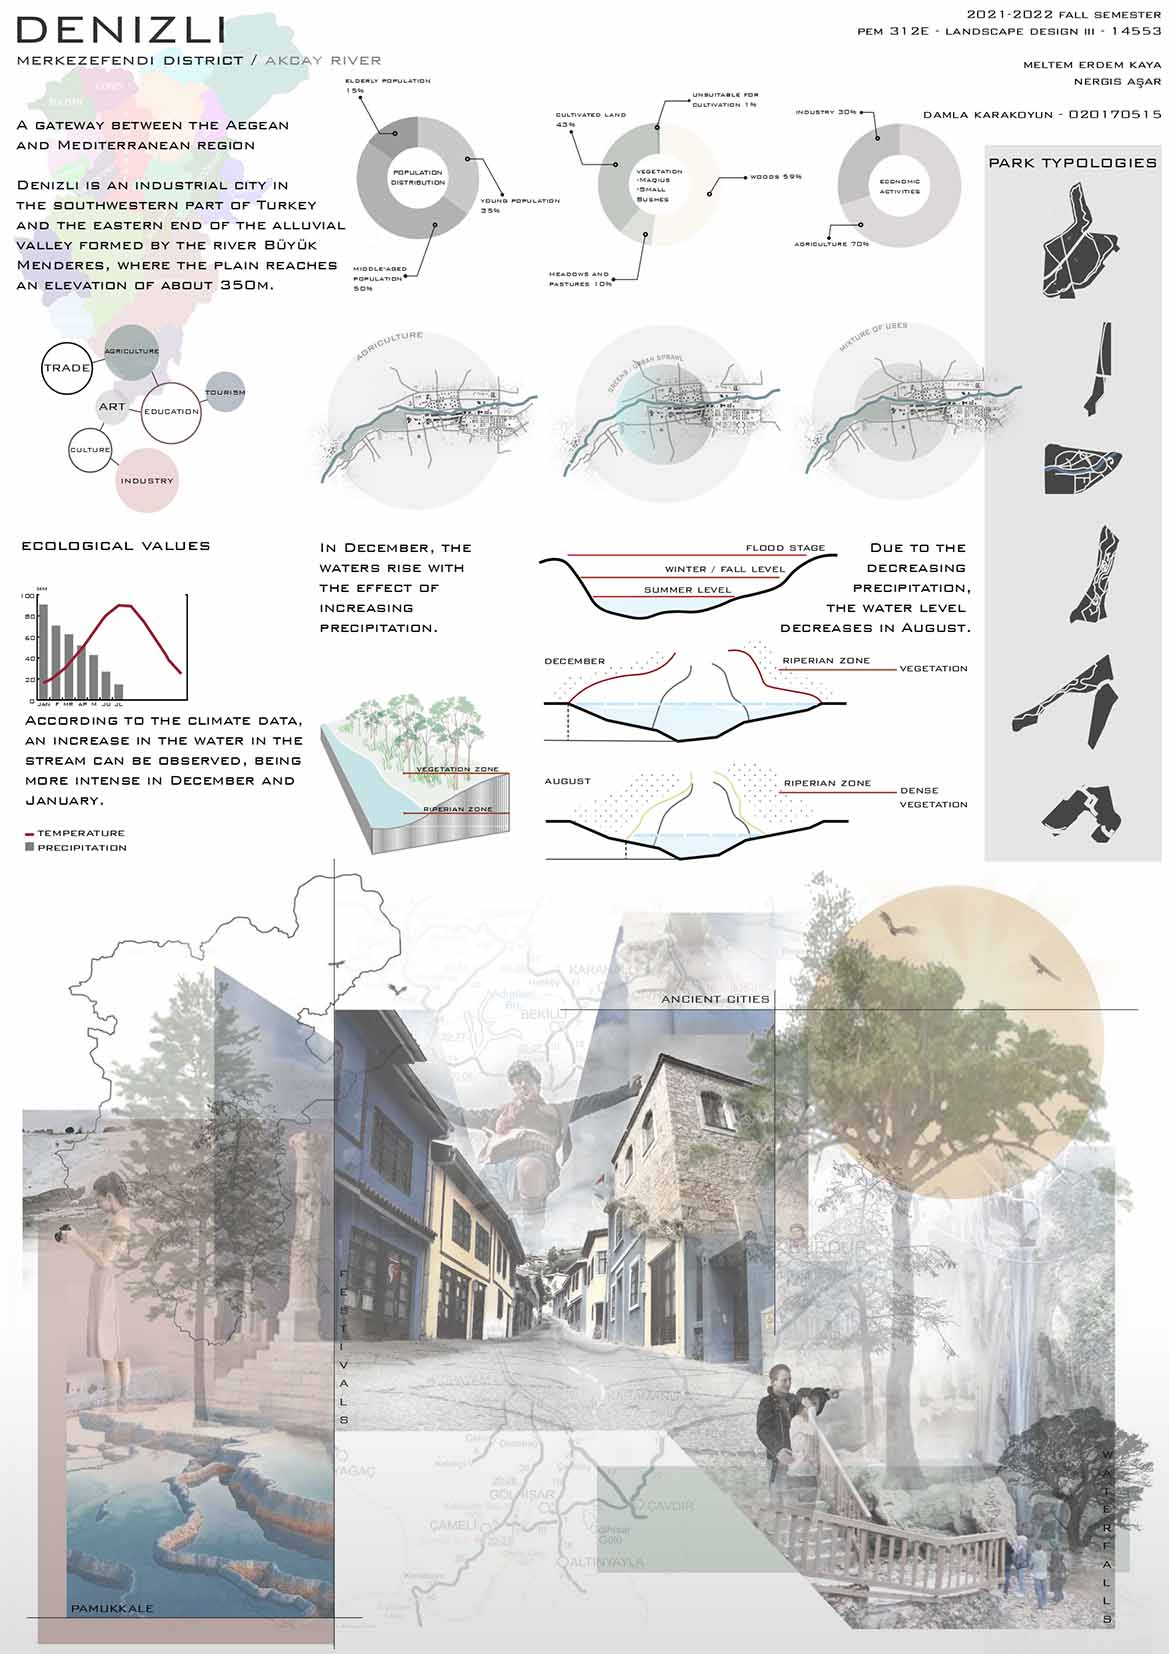 DENIZLI
MERKEZEFENDI DISTRICT / AKCAY RIVER
2021-2022 FALL SEMESTER
PEM 312E - LANDSCAPE DESIGN III - 14553
MELTEM ERDEM KAYA
NERGIS AŞAR
DAMLA KARAKOYUN - 020170515
A GATEWAY BETWEEN THE AEGEAN
AND MEDITERRANEAN REGION
DENIZLI IS AN INDUSTRIAL CITY IN
THE SOUTHWESTERN PART OF TURKEY
AND THE EASTERN END OF THE ALLUVIAL
VALLEY FORMED BY THE RIVER BÜYÜK
MENDERES, WHERE THE PLAIN REACHES
AN ELEVATION OF ABOUT 350M.
ELDERLY POPULATION
15%
POPULATION
DISTRIBUTION
YOUNG POPULATION
35%
MIDDLE-AGED
POPULATION
50%
UNSUITABLE FOR
CULTIVATION 1%
CULTIVATED LAND
43%
VEGETATION
-MAQIUS
-SMALL
BUSHES
WOODS 59%
MEADOWS AND
PASTURES 10%
INDUSTRY 30%
ECONOMIC
ACTIVITIES
AGRICULTURE 70%
PARK TYPOLOGIES
TRADE
AGRICULTURE
TOURISM
ART
EDUCATION
CULTURE
INDUSTRY
AGRICULTURE
GREENS / URBAN SPRAWL
MIXTURE OF USES
ECOLOGICAL VALUES
MM
100
80
60
40
20
0
JAN F MR AP M JU JL
ACCORDING TO THE CLIMATE DATA,
AN INCREASE IN THE WATER IN THE
STREAM CAN BE OBSERVED, BEING
MORE INTENSE IN DECEMBER AND
JANUARY.
TEMPERATURE
PRECIPITATION
IN DECEMBER, THE
WATERS RISE WITH
THE EFFECT OF
INCREASING
PRECIPITATION.
FLOOD STAGE
WINTER / FALL LEVEL
SUMMER LEVEL
DUE TO THE
DECREASING
PRECIPITATION,
THE WATER LEVEL
DECREASES IN AUGUST.
DECEMBER
RIPERIAN ZONE
VEGETATION
VEGETATION ZONE
RIPERIAN ZONE
AUGUST
RIPERIAN ZONE
DENSE
VEGETATION
ANCIENT CITIES
BEKİLLİ
FESTIVALS
GÖLHİSAR
ÇAVDIR
ÇAMELİ
Gölhisar
Gölü
ALTINYAYLA
WATERFALLS
PAMUKKALE